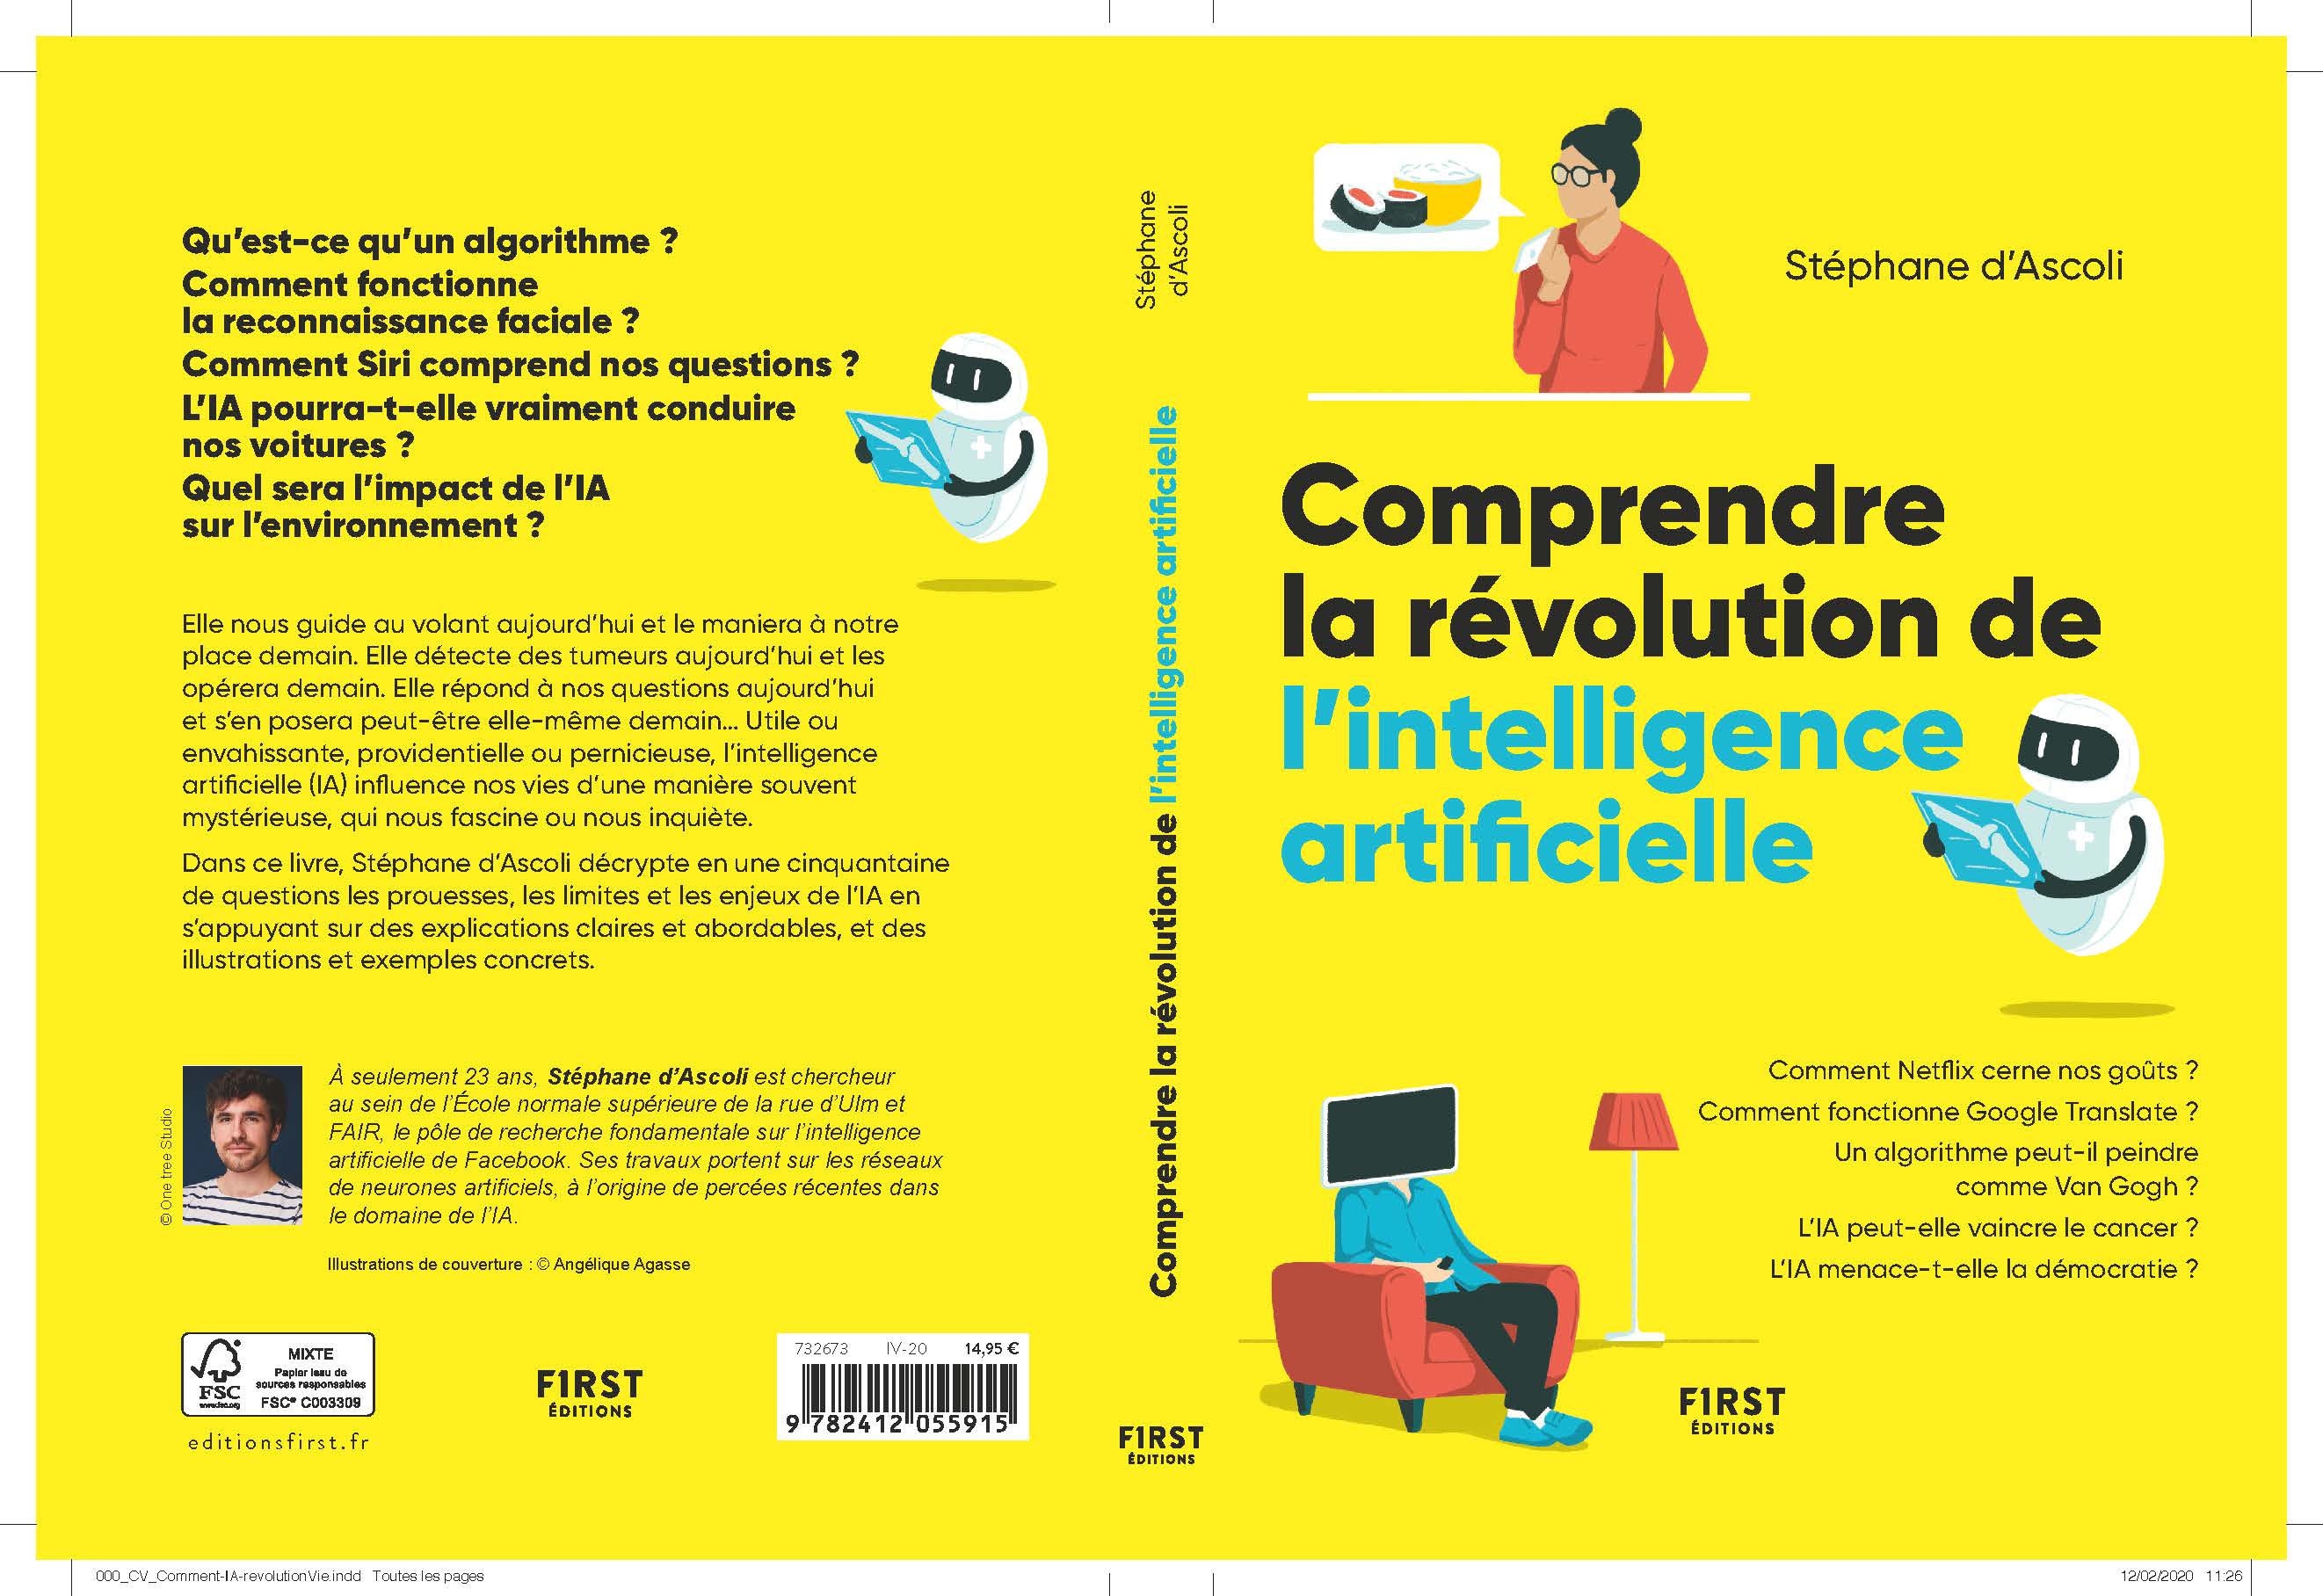 Qu’est-ce qu’un algorithme ?
Comment fonctionne
la reconnaissance faciale ?
Comment Siri comprend nos questions ?
L’IA pourra-t-elle vraiment conduire
nos voitures ?
Quel sera l’impact de l’IA
sur l’environnement ?
Elle nous guide au volant aujourd’hui et le maniera à notre
place demain. Elle détecte des tumeurs aujourd’hui et les
opérera demain. Elle répond à nos questions aujourd’hui
et s’en posera peut-être elle-même demain... Utile ou
envahissante, providentielle ou pernicieuse, l’intelligence
artificielle (IA) influence nos vies d’une manière souvent
mystérieuse, qui nous fascine ou nous inquiète.
Dans ce livre, Stéphane d’Ascoli décrypte en une cinquantaine
de questions les prouesses, les limites et les enjeux de l’IA en
s’appuyant sur des explications claires et abordables, et des
illustrations et exemples concrets.
© One tree Studio
À seulement 23 ans, Stéphane d’Ascoli est chercheur
au sein de l’École normale supérieure de la rue d’Ulm et
FAIR, le pôle de recherche fondamentale sur l’intelligence
artificielle de Facebook. Ses travaux portent sur les réseaux
de neurones artificiels, à l’origine de percées récentes dans
le domaine de l’IA.
Illustrations de couverture : © Angélique Agasse
FSC
www.fsc.org
MIXTE
Papier issu de
sources responsables
FSC® C003309
editionsfirst.fr
F1RST
ÉDITIONS
732673 IV-20 14,95 €
9 782412 055915
Stéphane
d’Ascoli
Comprendre la révolution de l’intelligence artificielle
F1RST
ÉDITIONS
Stéphane d’Ascoli
Comprendre
la révolution de
l’intelligence
artificielle
Comment Netflix cerne nos goûts ?
Comment fonctionne Google Translate ?
Un algorithme peut-il peindre
comme Van Gogh ?
L’IA peut-elle vaincre le cancer ?
L’IA menace-t-elle la démocratie ?
F1RST
ÉDITIONS
000_CV_Comment-IA-revolutionVie.indd Toutes les pages
12/02/2020 11:26